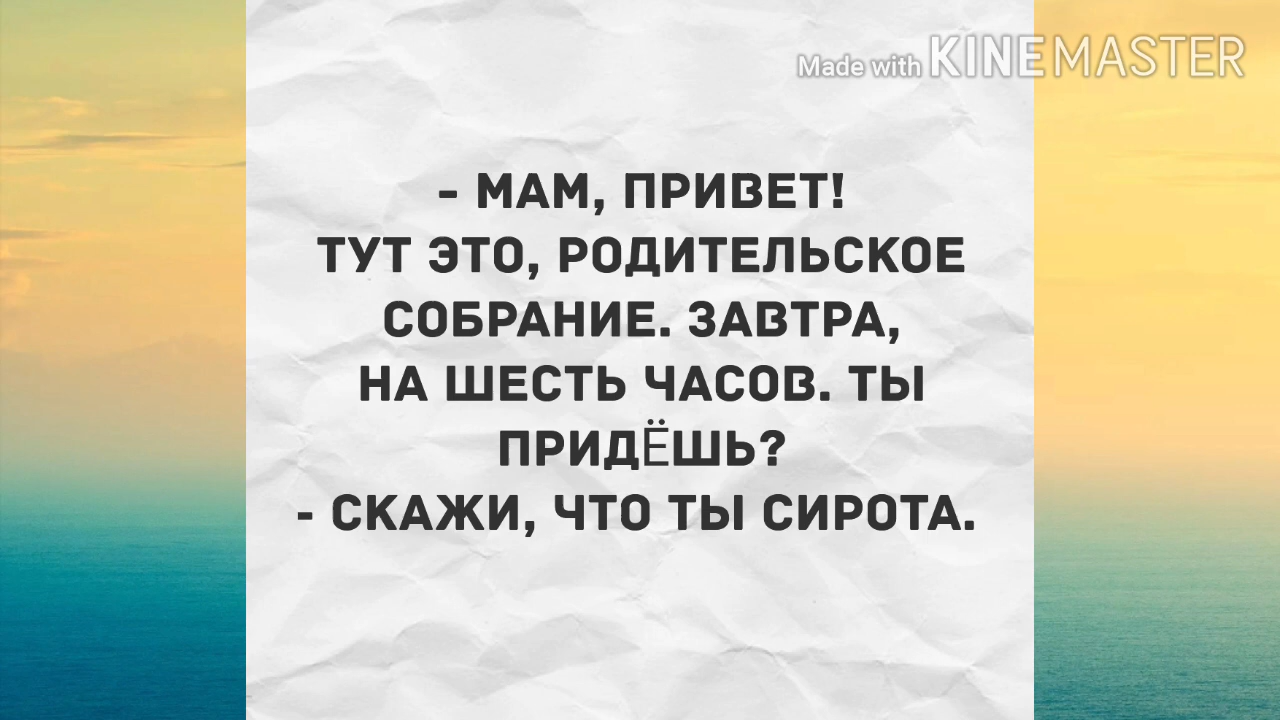 Made with KINEMASTER
- МАМ, ПРИВЕТ!
ТУТ ЭТО, РОДИТЕЛЬСКОЕ
СОБРАНИЕ. ЗАВТРА,
НА ШЕСТЬ ЧАСОВ. ТЫ
ПРИДЁШЬ?
- СКАЖИ, ЧТО ТЫ СИРОТА.